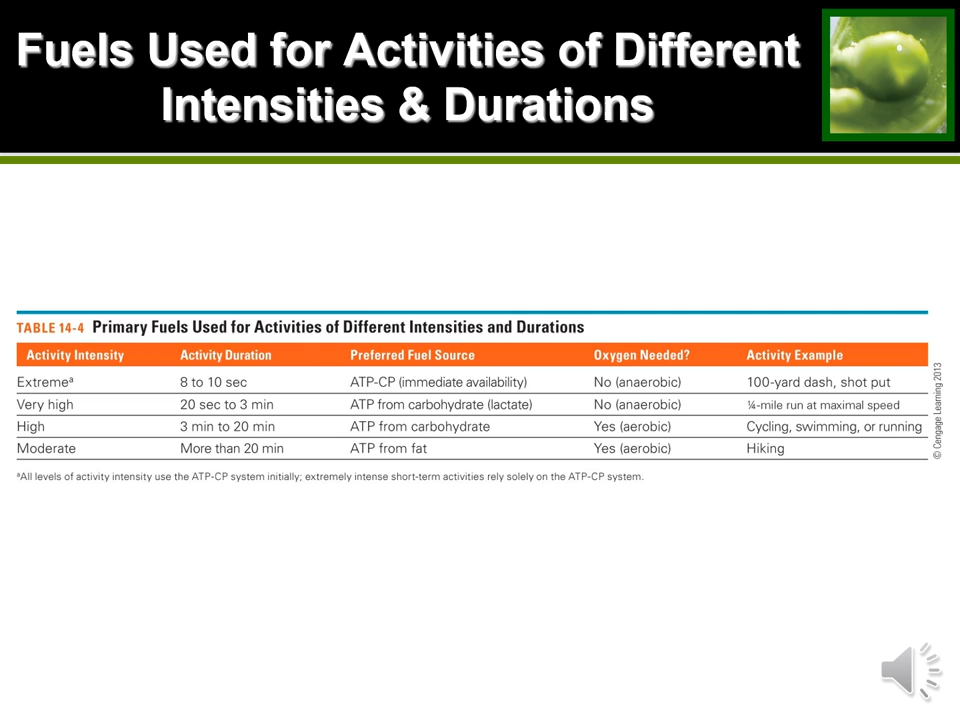 Fuels Used for Activities of Different
Intensities & Durations
TABLE 14-4 Primary Fuels Used for Activities of Different Intensities and Durations
Activity Intensity Activity Duration Preferred Fuel Source Oxygen Needed? Activity Example
Extremeᵃ 8 to 10 sec ATP-CP (immediate availability) No (anaerobic) 100-yard dash, shot put
Very high 20 sec to 3 min ATP from carbohydrate (lactate) No (anaerobic) ¼-mile run at maximal speed
High 3 min to 20 min ATP from carbohydrate Yes (aerobic) Cycling, swimming, or running
Moderate More than 20 min ATP from fat Yes (aerobic) Hiking
ᵃAll levels of activity intensity use the ATP-CP system initially; extremely intense short-term activities rely solely on the ATP-CP system.
© Cengage Learning 2013